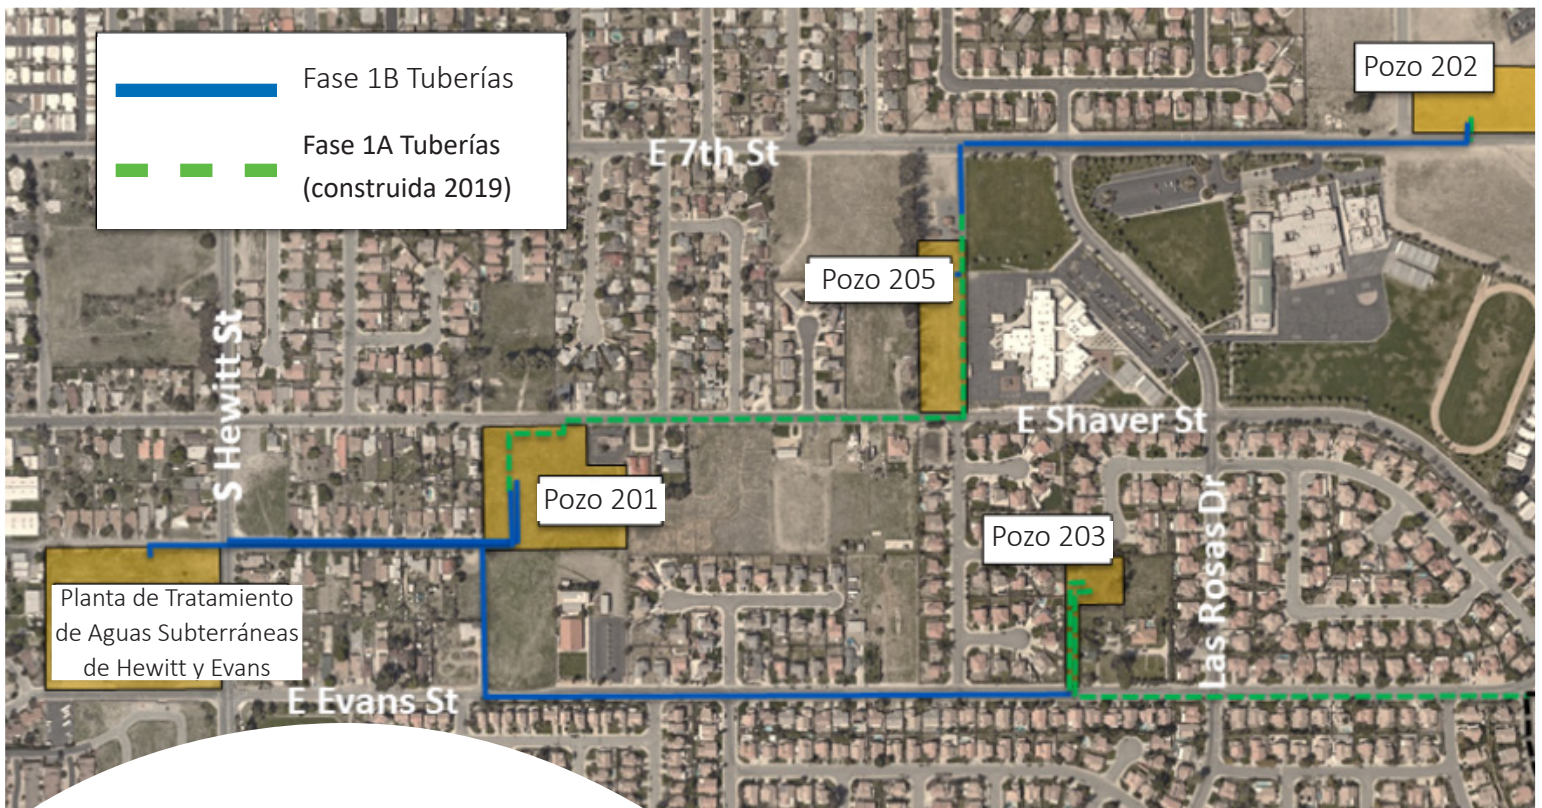 Fase 1B Tuberías
Fase 1A Tuberías
(construida 2019)
Pozo 202
E 7th St
Pozo 205
S Hewitt St
E Shaver St
Pozo 201
Pozo 203
Las Rosas Dr
Planta de Tratamiento
de Aguas Subterráneas
de Hewitt y Evans
E Evans St